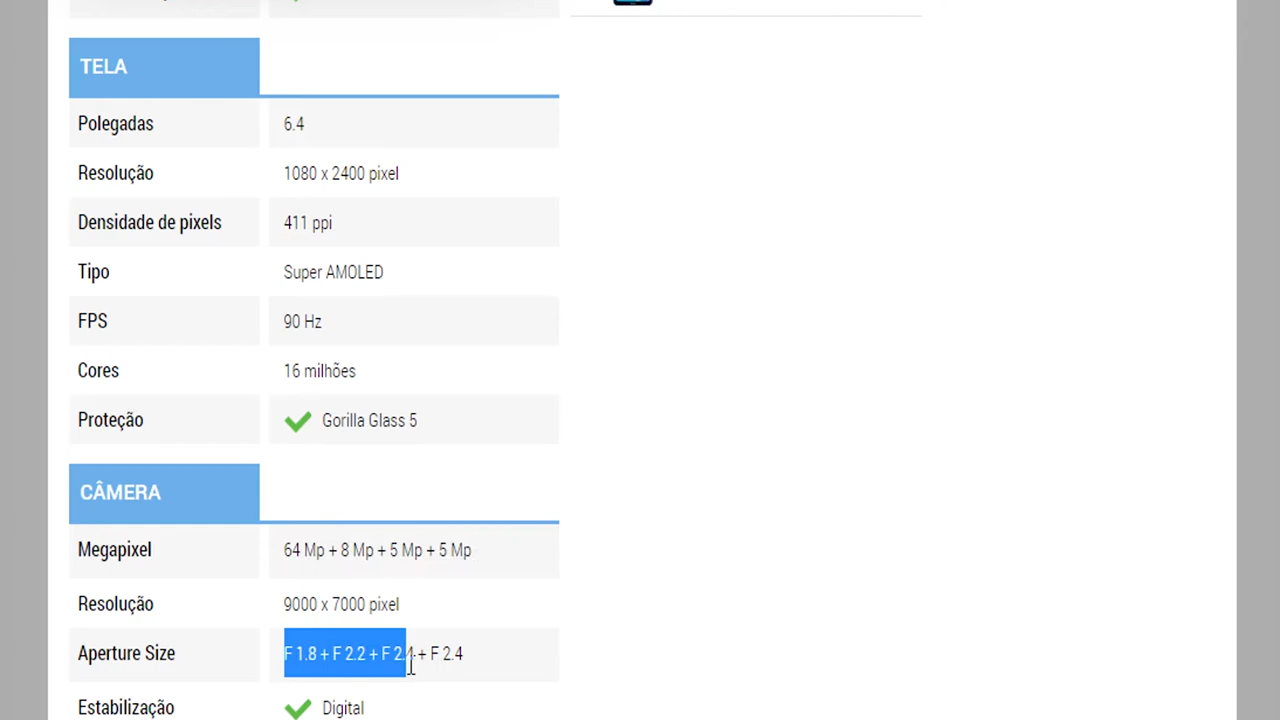 TELA
Polegadas 6.4
Resolução 1080 x 2400 pixel
Densidade de pixels 411 ppi
Tipo Super AMOLED
FPS 90 Hz
Cores 16 milhões
Proteção Gorilla Glass 5
CÂMERA
Megapixel 64 Mp + 8 Mp + 5 Mp + 5 Mp
Resolução 9000 x 7000 pixel
Aperture Size F 1.8 + F 2.2 + F 2.4 + F 2.4
Estabilização Digital